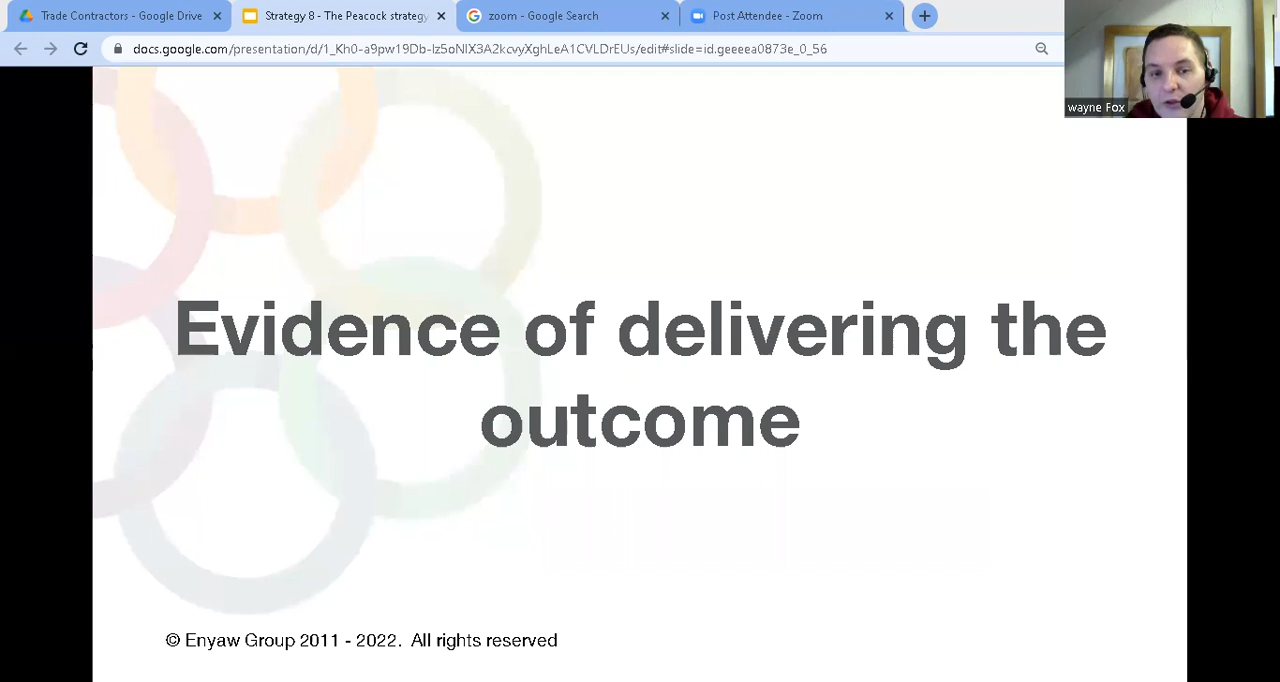 Trade Contractors - Google Drive
Strategy 8 - The Peacock strategy
zoom - Google Search
Post Attendee - Zoom
docs.google.com/presentation/d/1_Kh0-a9pw19Db-Iz5oNIX3A2kcvyXghLeA1CVLDrEUs/edit#slide=id.geeeea0873e_0_56
wayne Fox
Evidence of delivering the
outcome
© Enyaw Group 2011 - 2022. All rights reserved